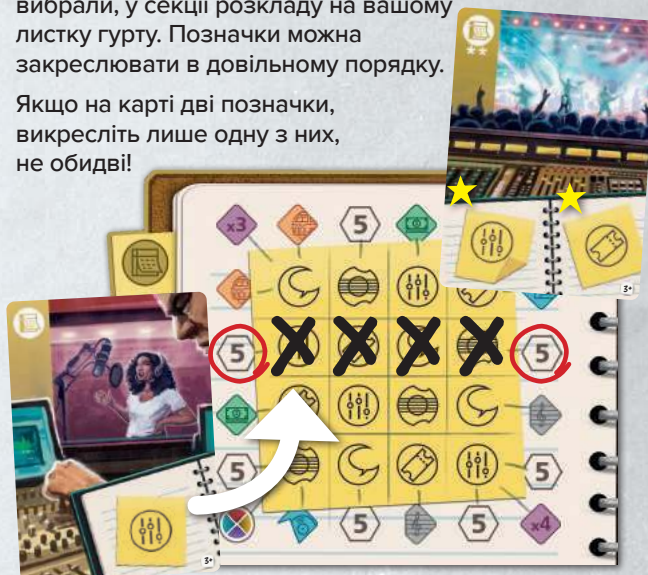 вибрали, у секції розкладу на вашому
листку гурту. Позначки можна
закреслювати в довільному порядку.
Якщо на карті дві позначки,
викресліть лише одну з них,
не обидві!
x3
5
5
5
3+
5
5
5
5
x4
3+